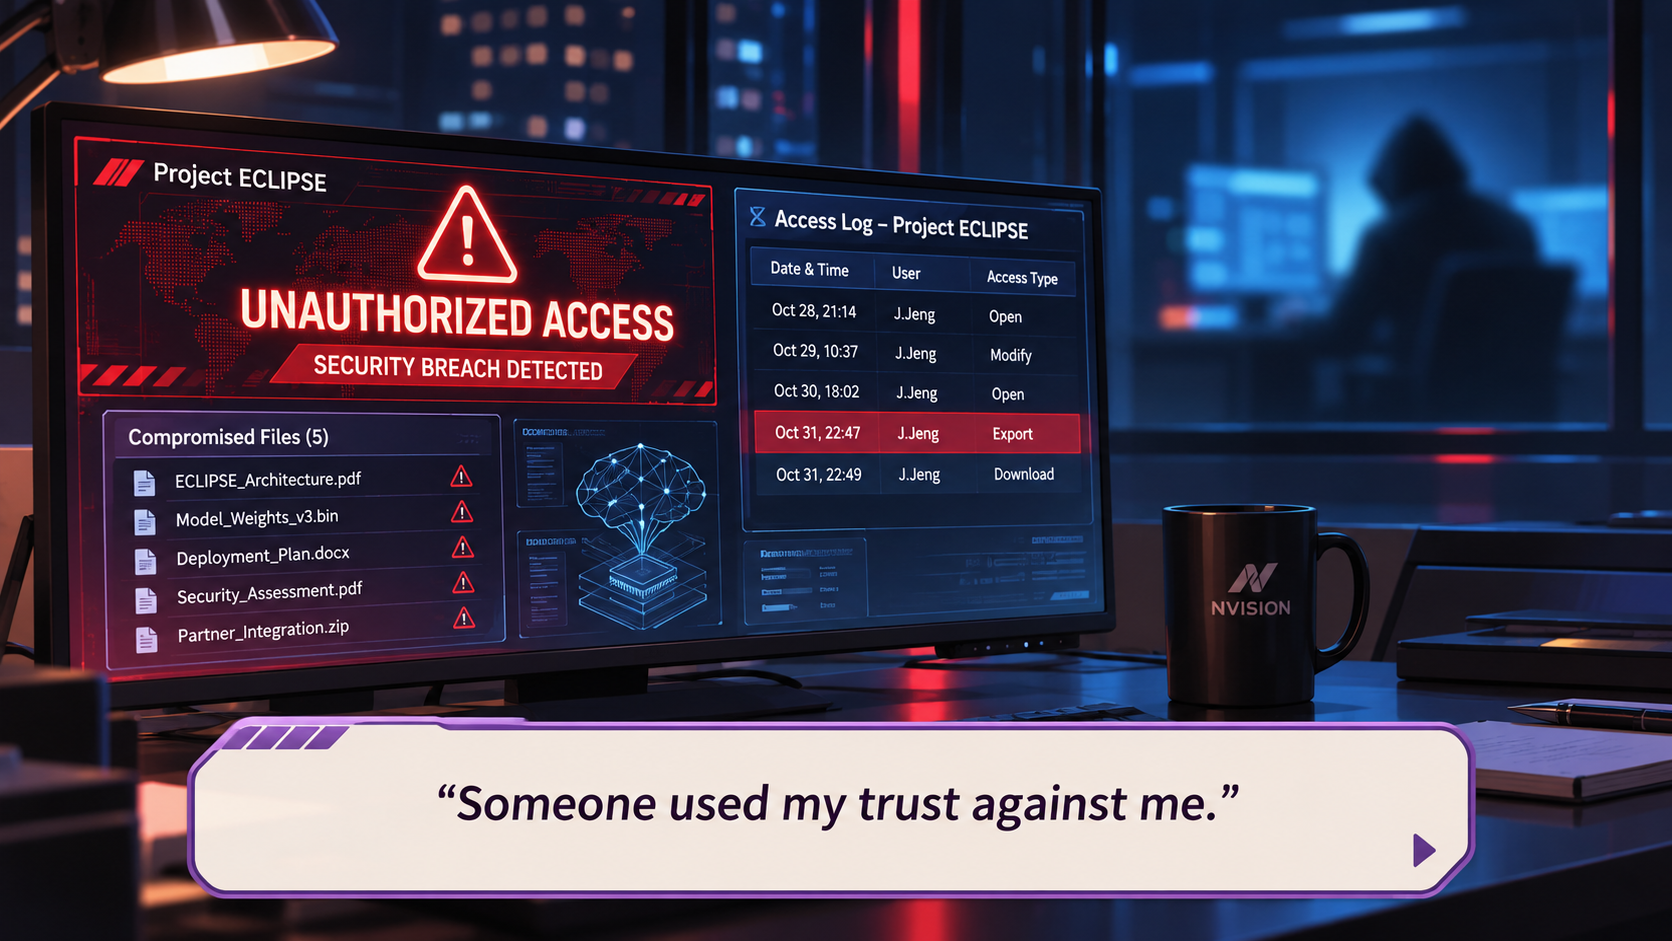 Project ECLIPSE
UNAUTHORIZED ACCESS
SECURITY BREACH DETECTED
Compromised Files (5)
ECLIPSE_Architecture.pdf
Model_Weights_v3.bin
Deployment_Plan.docx
Security_Assessment.pdf
Partner_Integration.zip
Access Log – Project ECLIPSE
Date & Time User Access Type
Oct 28, 21:14 J.Jeng Open
Oct 29, 10:37 J.Jeng Modify
Oct 30, 18:02 J.Jeng Open
Oct 31, 22:47 J.Jeng Export
Oct 31, 22:49 J.Jeng Download
NVISION
“Someone used my trust against me.”